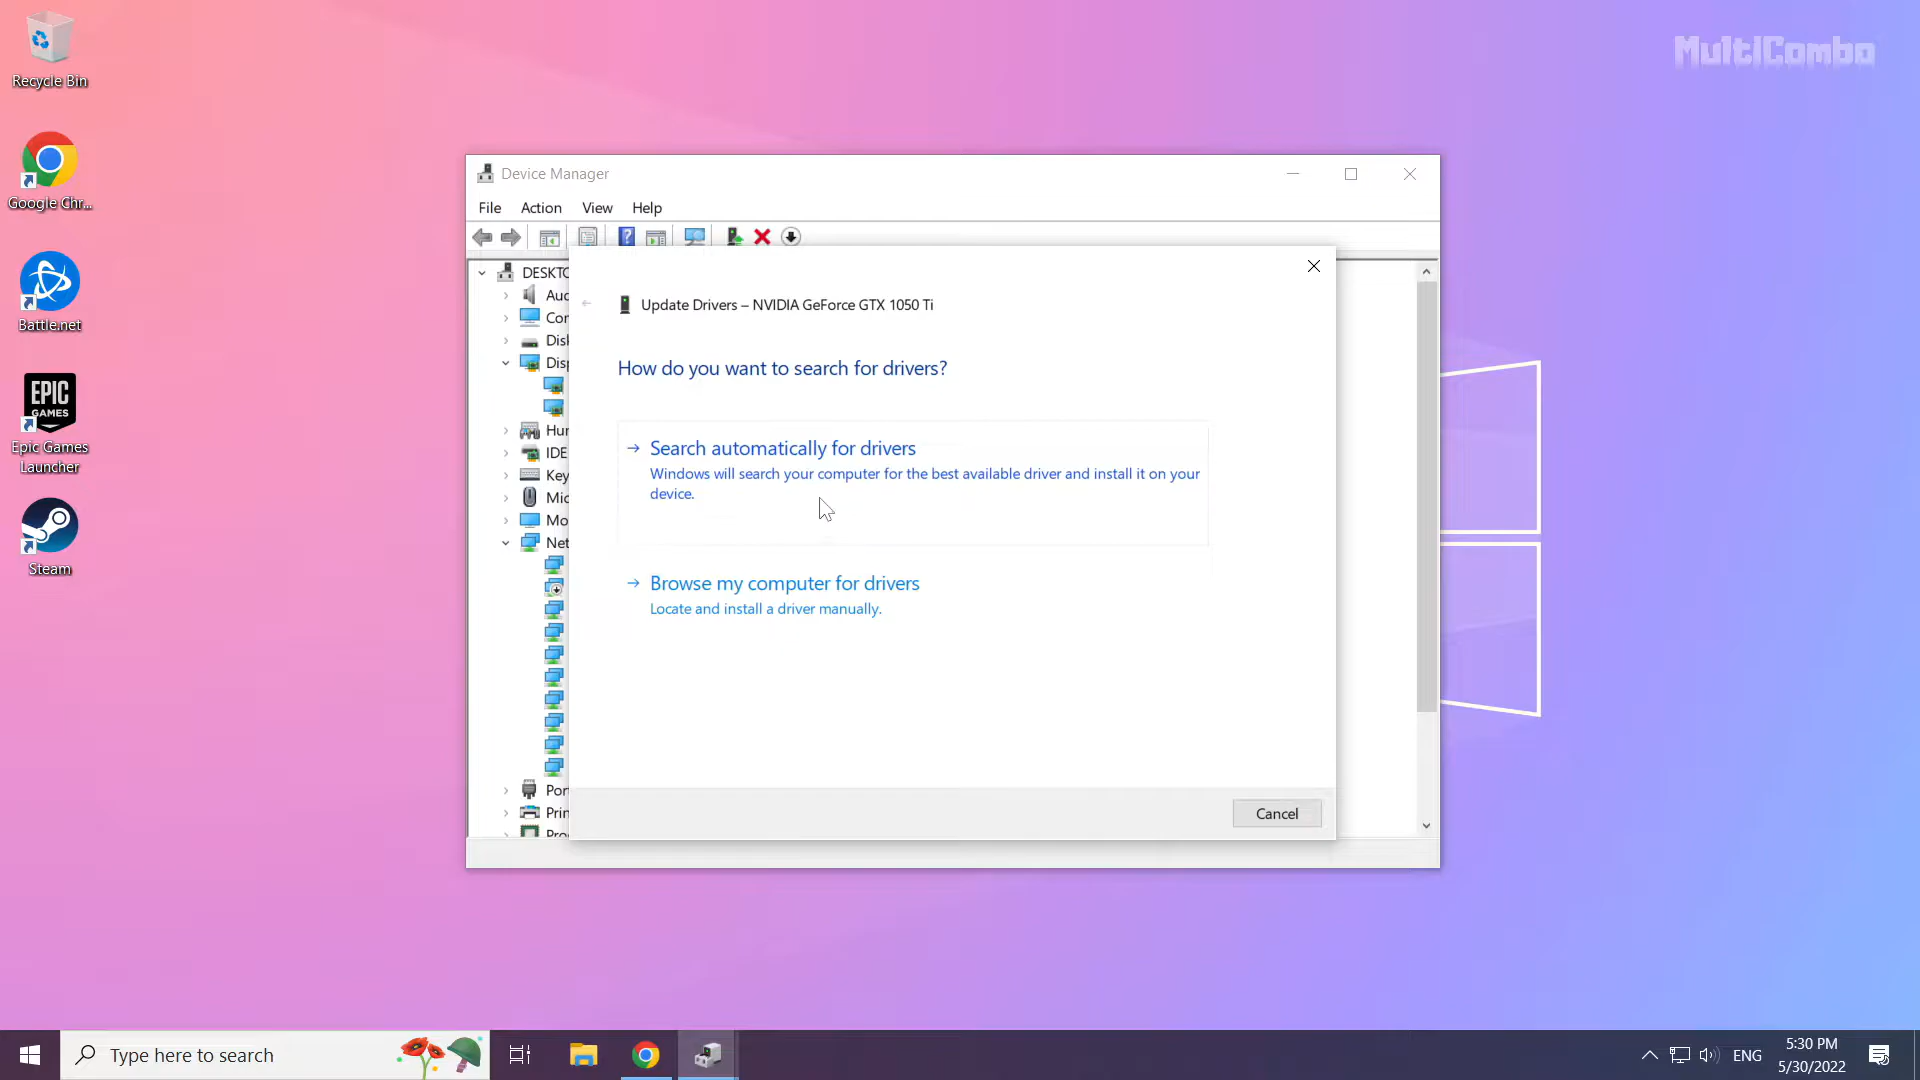 MultiCombo
Recycle Bin
Google Chr...
Battle.net
EPIC
GAMES
Epic Games
Launcher
Steam
Device Manager
File Action View Help
DESKTO
Auc
Con
Disk
Disp
Hur
IDE
Key
Mic
Mo
Net
Por
Prin
Pro
Update Drivers – NVIDIA GeForce GTX 1050 Ti
How do you want to search for drivers?
Search automatically for drivers
Windows will search your computer for the best available driver and install it on your
device.
Browse my computer for drivers
Locate and install a driver manually.
Cancel
Type here to search
ENG
5:30 PM
5/30/2022